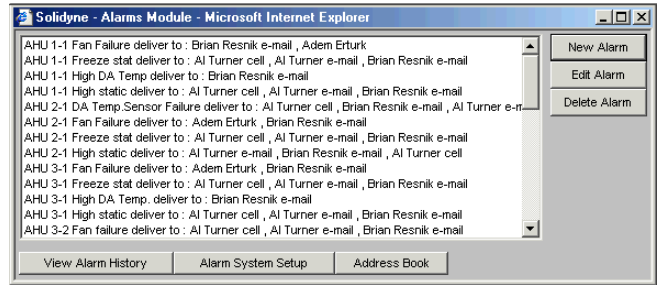 Solidyne - Alarms Module - Microsoft Internet Explorer
AHU 1-1 Fan Failure deliver to : Brian Resnik e-mail , Adem Erturk
AHU 1-1 Freeze stat deliver to : Al Turner cell , Al Turner e-mail , Brian Resnik e-mail
AHU 1-1 High DA Temp deliver to : Brian Resnik e-mail
AHU 1-1 High static deliver to : Al Turner cell , Al Turner e-mail , Brian Resnik e-mail
AHU 2-1 DA Temp.Sensor Failure deliver to : Al Turner cell , Brian Resnik e-mail , Al Turner e-m
AHU 2-1 Fan Failure deliver to : Adem Erturk , Brian Resnik e-mail
AHU 2-1 Freeze stat deliver to : Al Turner cell , Al Turner e-mail , Brian Resnik e-mail
AHU 2-1 High static deliver to : Al Turner e-mail , Brian Resnik e-mail , Al Turner cell
AHU 3-1 Fan Failure deliver to : Adem Erturk , Brian Resnik e-mail
AHU 3-1 Freeze stat deliver to : Al Turner cell , Al Turner e-mail , Brian Resnik e-mail
AHU 3-1 High DA Temp. deliver to : Brian Resnik e-mail
AHU 3-1 High static deliver to : Al Turner cell , Al Turner e-mail , Brian Resnik e-mail
AHU 3-2 Fan failure deliver to : Al Turner cell , Al Turner e-mail , Brian Resnik e-mail
New Alarm
Edit Alarm
Delete Alarm
View Alarm History
Alarm System Setup
Address Book